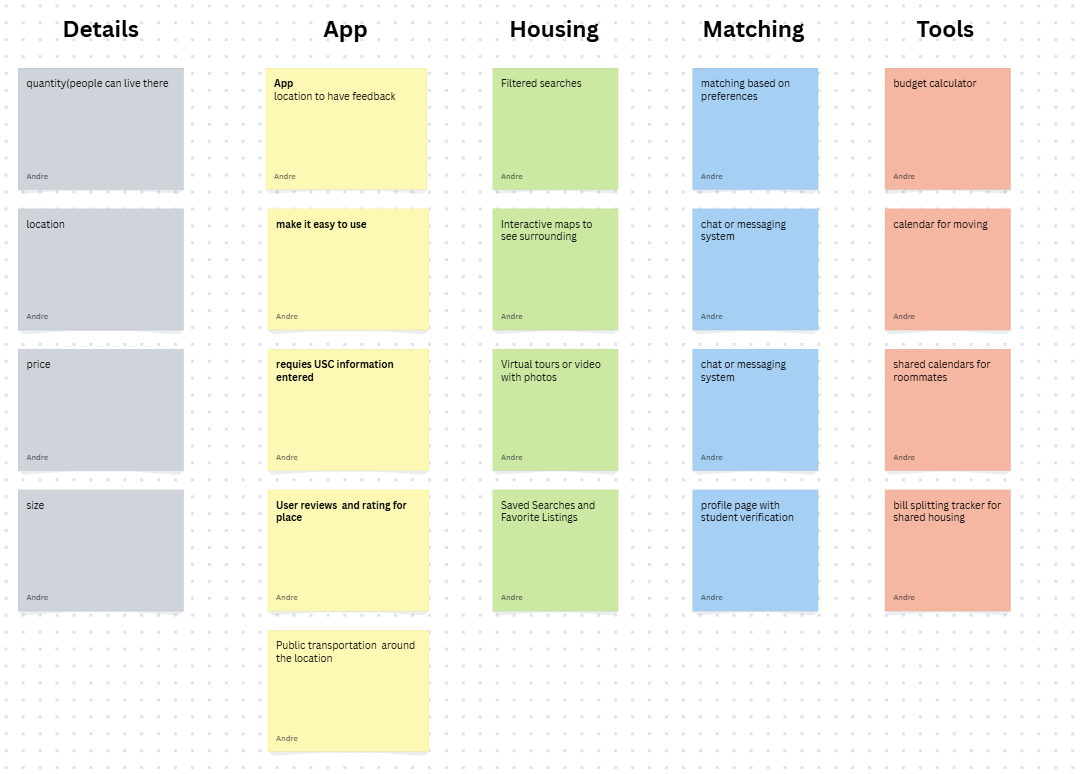 Details
quantity(people can live there
Andre
location
Andre
price
Andre
size
Andre
App
App
location to have feedback
Andre
make it easy to use
Andre
requies USC information
entered
Andre
User reviews and rating for
place
Andre
Public transportation around
the location
Andre
Housing
Filtered searches
Andre
Interactive maps to
see surrounding
Andre
Virtual tours or video
with photos
Andre
Saved Searches and
Favorite Listings
Andre
Matching
matching based on
preferences
Andre
chat or messaging
system
Andre
chat or messaging
system
Andre
profile page with
student verification
Andre
Tools
budget calculator
Andre
calendar for moving
Andre
shared calendars for
roommates
Andre
bill splitting tracker for
shared housing
Andre